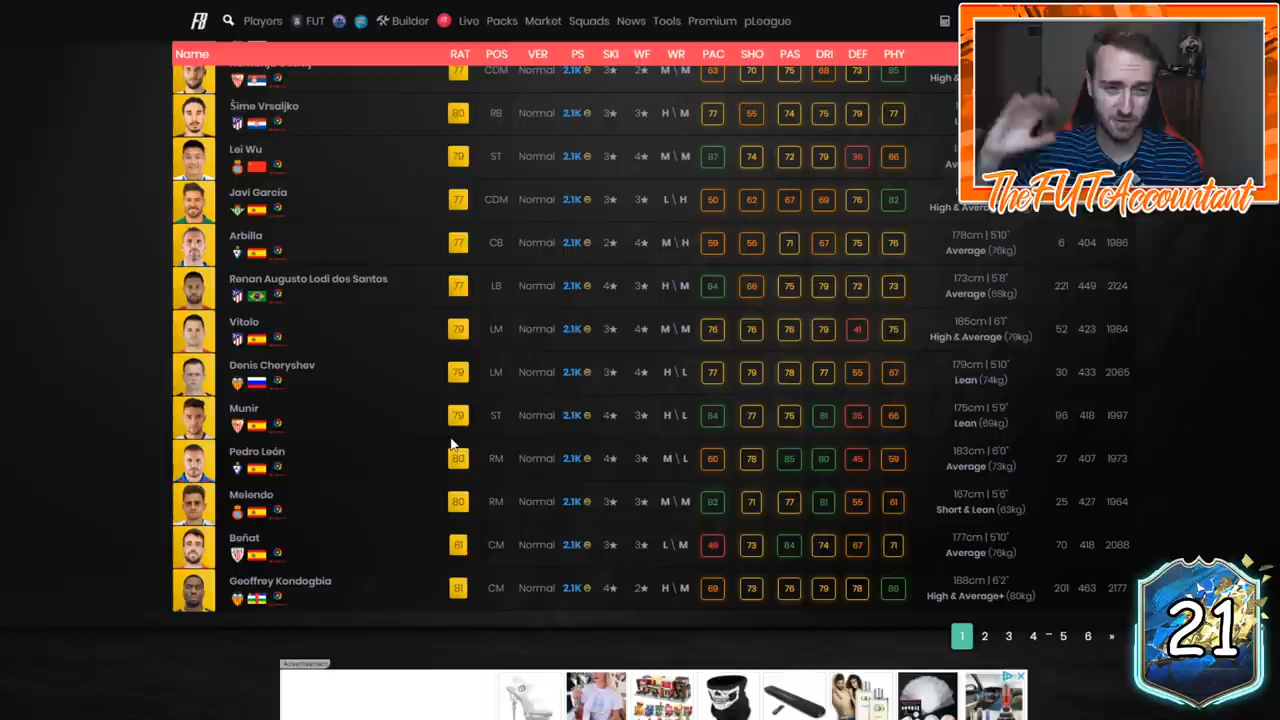 FB Players FUT Builder Live Packs Market Squads News Tools Premium pLeague
Name RAT POS VER PS SKI WF WR PAC SHO PAS DRI DEF PHY
77 CDM Normal 2.1K 3★ 2★ M \ M 63 70 75 68 73 85 High &
Šime Vrsaljko
80 RB Normal 2.1K 3★ 3★ H \ M 77 55 74 75 79 77
Lei Wu
79 ST Normal 2.1K 3★ 4★ M \ M 87 74 72 79 36 66
Javi García
77 CDM Normal 2.1K 3★ 3★ L \ H 50 62 67 69 76 82 High & Avera
Arbilla
77 CB Normal 2.1K 2★ 4★ M \ H 59 56 71 67 75 76 178cm | 5'10" Average (76kg) 6 404 1986
Renan Augusto Lodi dos Santos
77 LB Normal 2.1K 4★ 3★ H \ M 84 66 75 79 72 73 173cm | 5'8" Average (68kg) 221 449 2124
Vitolo
79 LM Normal 2.1K 3★ 4★ M \ M 76 76 76 79 41 75 185cm | 6'1" High & Average (79kg) 52 423 1984
Denis Cheryshev
79 LM Normal 2.1K 3★ 4★ H \ L 77 79 78 77 55 67 179cm | 5'10" Lean (74kg) 30 433 2065
Munir
79 ST Normal 2.1K 4★ 3★ H \ L 84 77 75 81 35 66 175cm | 5'9" Lean (69kg) 96 418 1997
Pedro León
80 RM Normal 2.1K 4★ 3★ M \ L 60 78 85 80 45 59 183cm | 6'0" Average (73kg) 27 407 1973
Melendo
80 RM Normal 2.1K 3★ 3★ M \ M 82 71 77 81 55 61 167cm | 5'6" Short & Lean (63kg) 25 427 1964
Beñat
81 CM Normal 2.1K 3★ 3★ L \ M 49 73 84 74 67 71 177cm | 5'10" Average (76kg) 70 418 2088
Geoffrey Kondogbia
81 CM Normal 2.1K 4★ 2★ H \ M 69 73 76 79 78 86 188cm | 6'2" High & Average+ (80kg) 201 463 2177
1 2 3 4 - 5 6 »
Advertisement
TheFUTAccountant
21